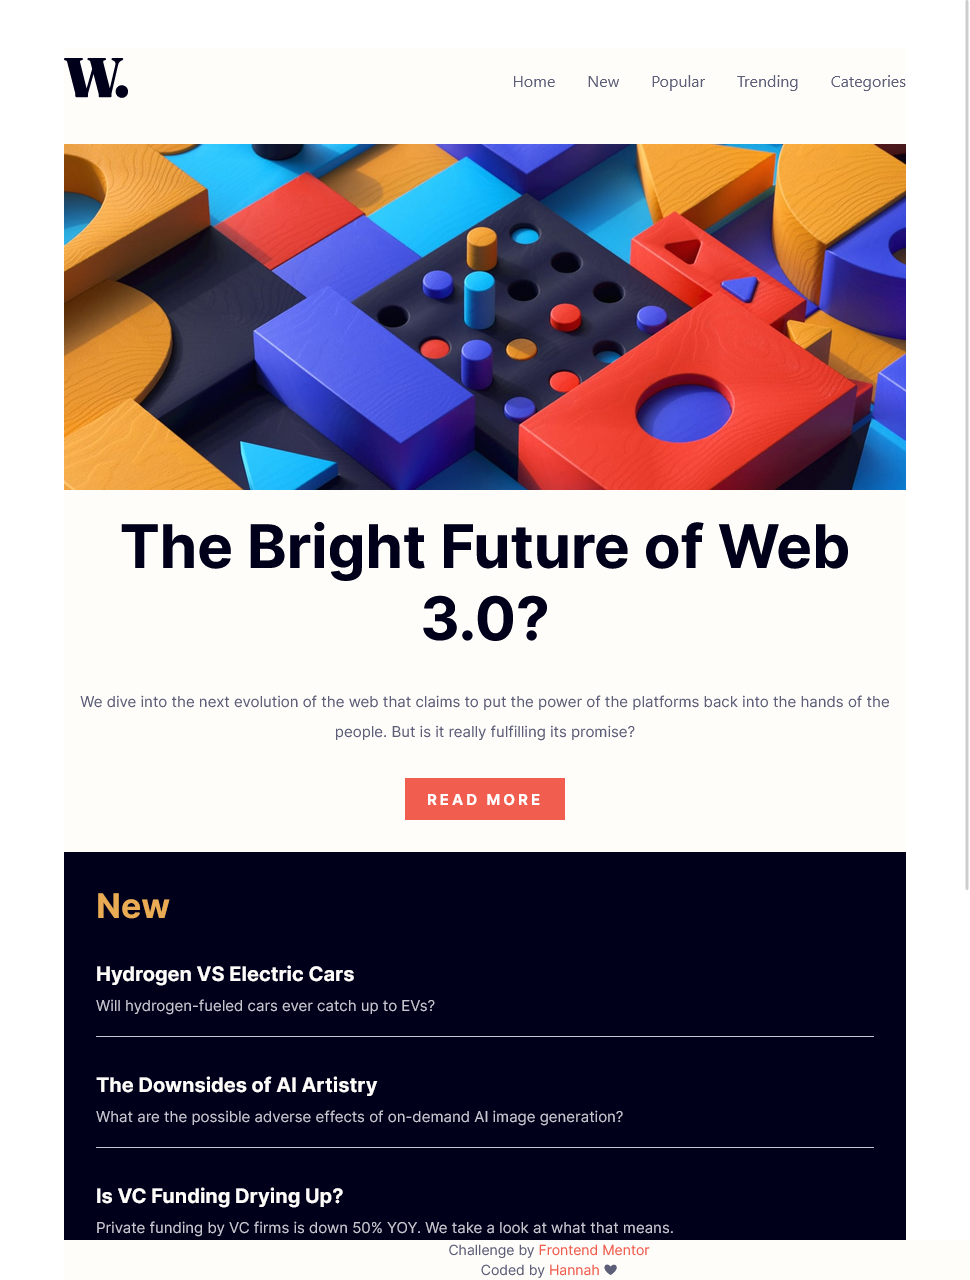 W.
Home New Popular Trending Categories
The Bright Future of Web
3.0?
We dive into the next evolution of the web that claims to put the power of the platforms back into the hands of the
people. But is it really fulfilling its promise?
READ MORE
New
Hydrogen VS Electric Cars
Will hydrogen-fueled cars ever catch up to EVs?
The Downsides of AI Artistry
What are the possible adverse effects of on-demand AI image generation?
Is VC Funding Drying Up?
Private funding by VC firms is down 50% YOY. We take a look at what that means.
Challenge by Frontend Mentor
Coded by Hannah ♥